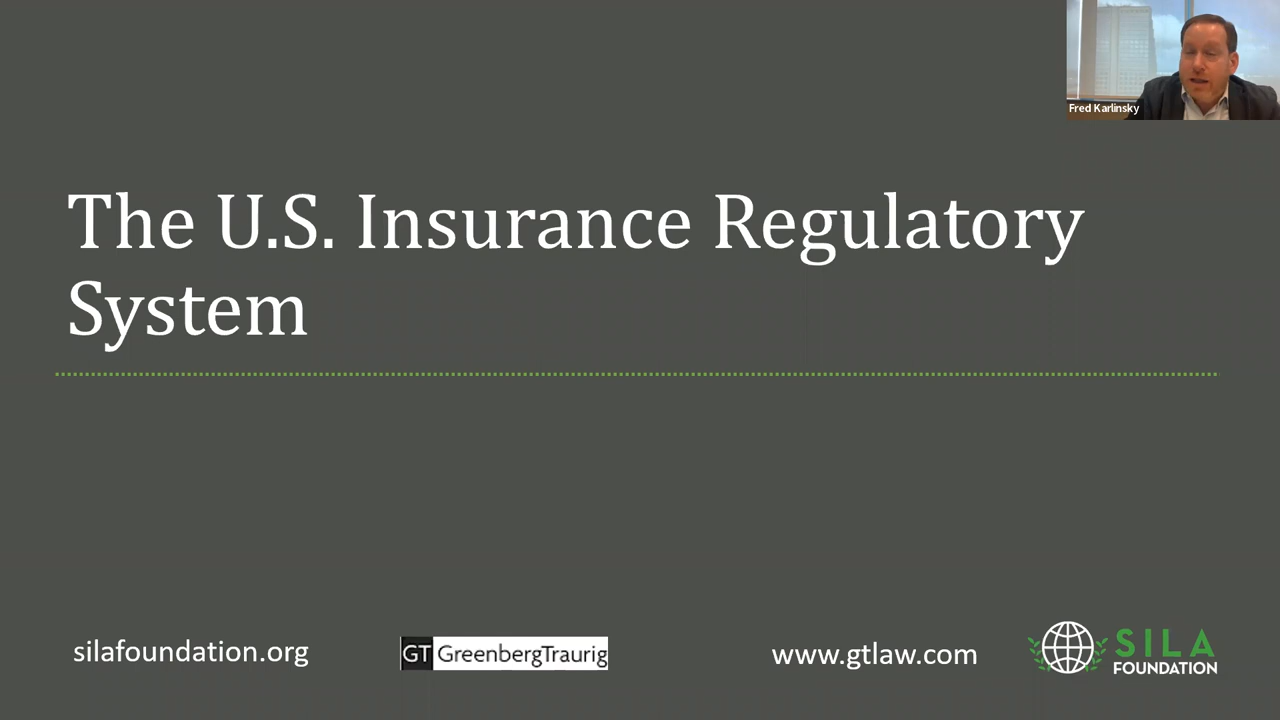 Fred Karlinsky
The U.S. Insurance Regulatory
System
silafoundation.org
GT GreenbergTraurig
www.gtlaw.com
SILA
FOUNDATION